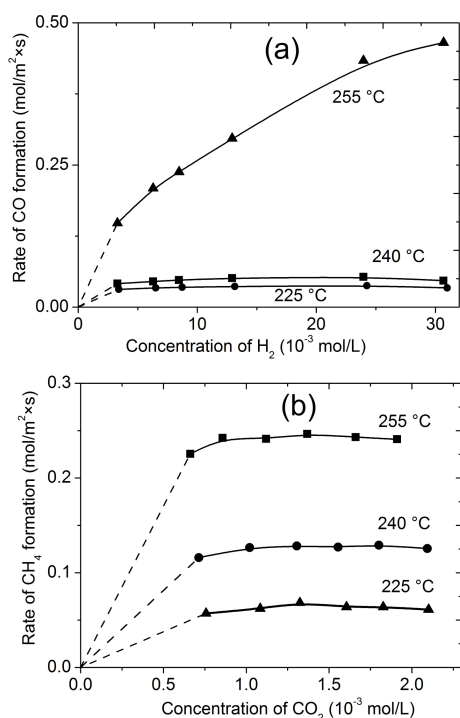 0.50
(a)
255 °C
0.25
240 °C
225 °C
0.00
0
10
20
30
Rate of CO formation (mol/m²×s)
Concentration of H₂ (10⁻³ mol/L)
0.3
(b)
255 °C
0.2
240 °C
0.1
225 °C
0.0
0.0
0.5
1.0
1.5
2.0
Rate of CH₄ formation (mol/m²×s)
Concentration of CO₂ (10⁻³ mol/L)